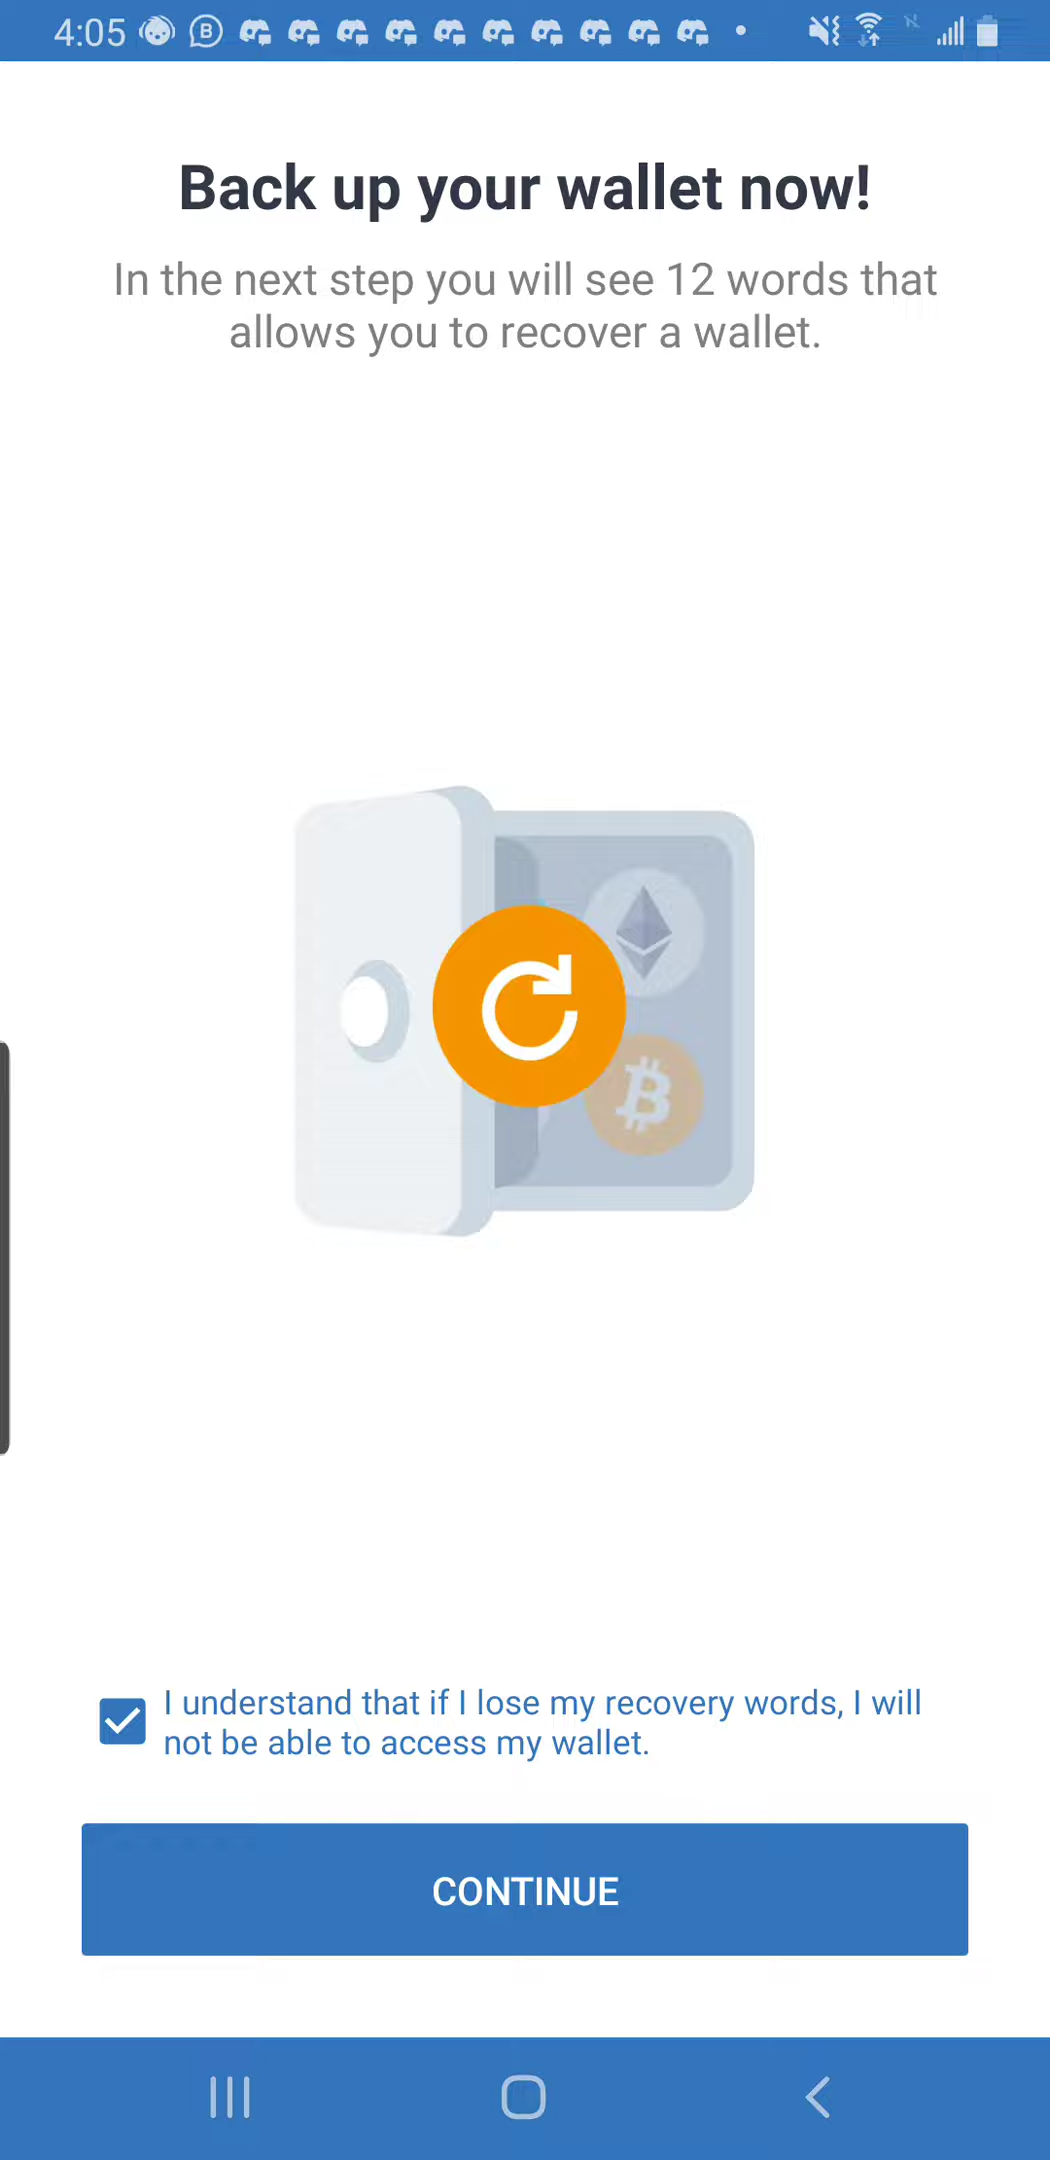 4:05
Back up your wallet now!
In the next step you will see 12 words that
allows you to recover a wallet.
I understand that if I lose my recovery words, I will
not be able to access my wallet.
CONTINUE